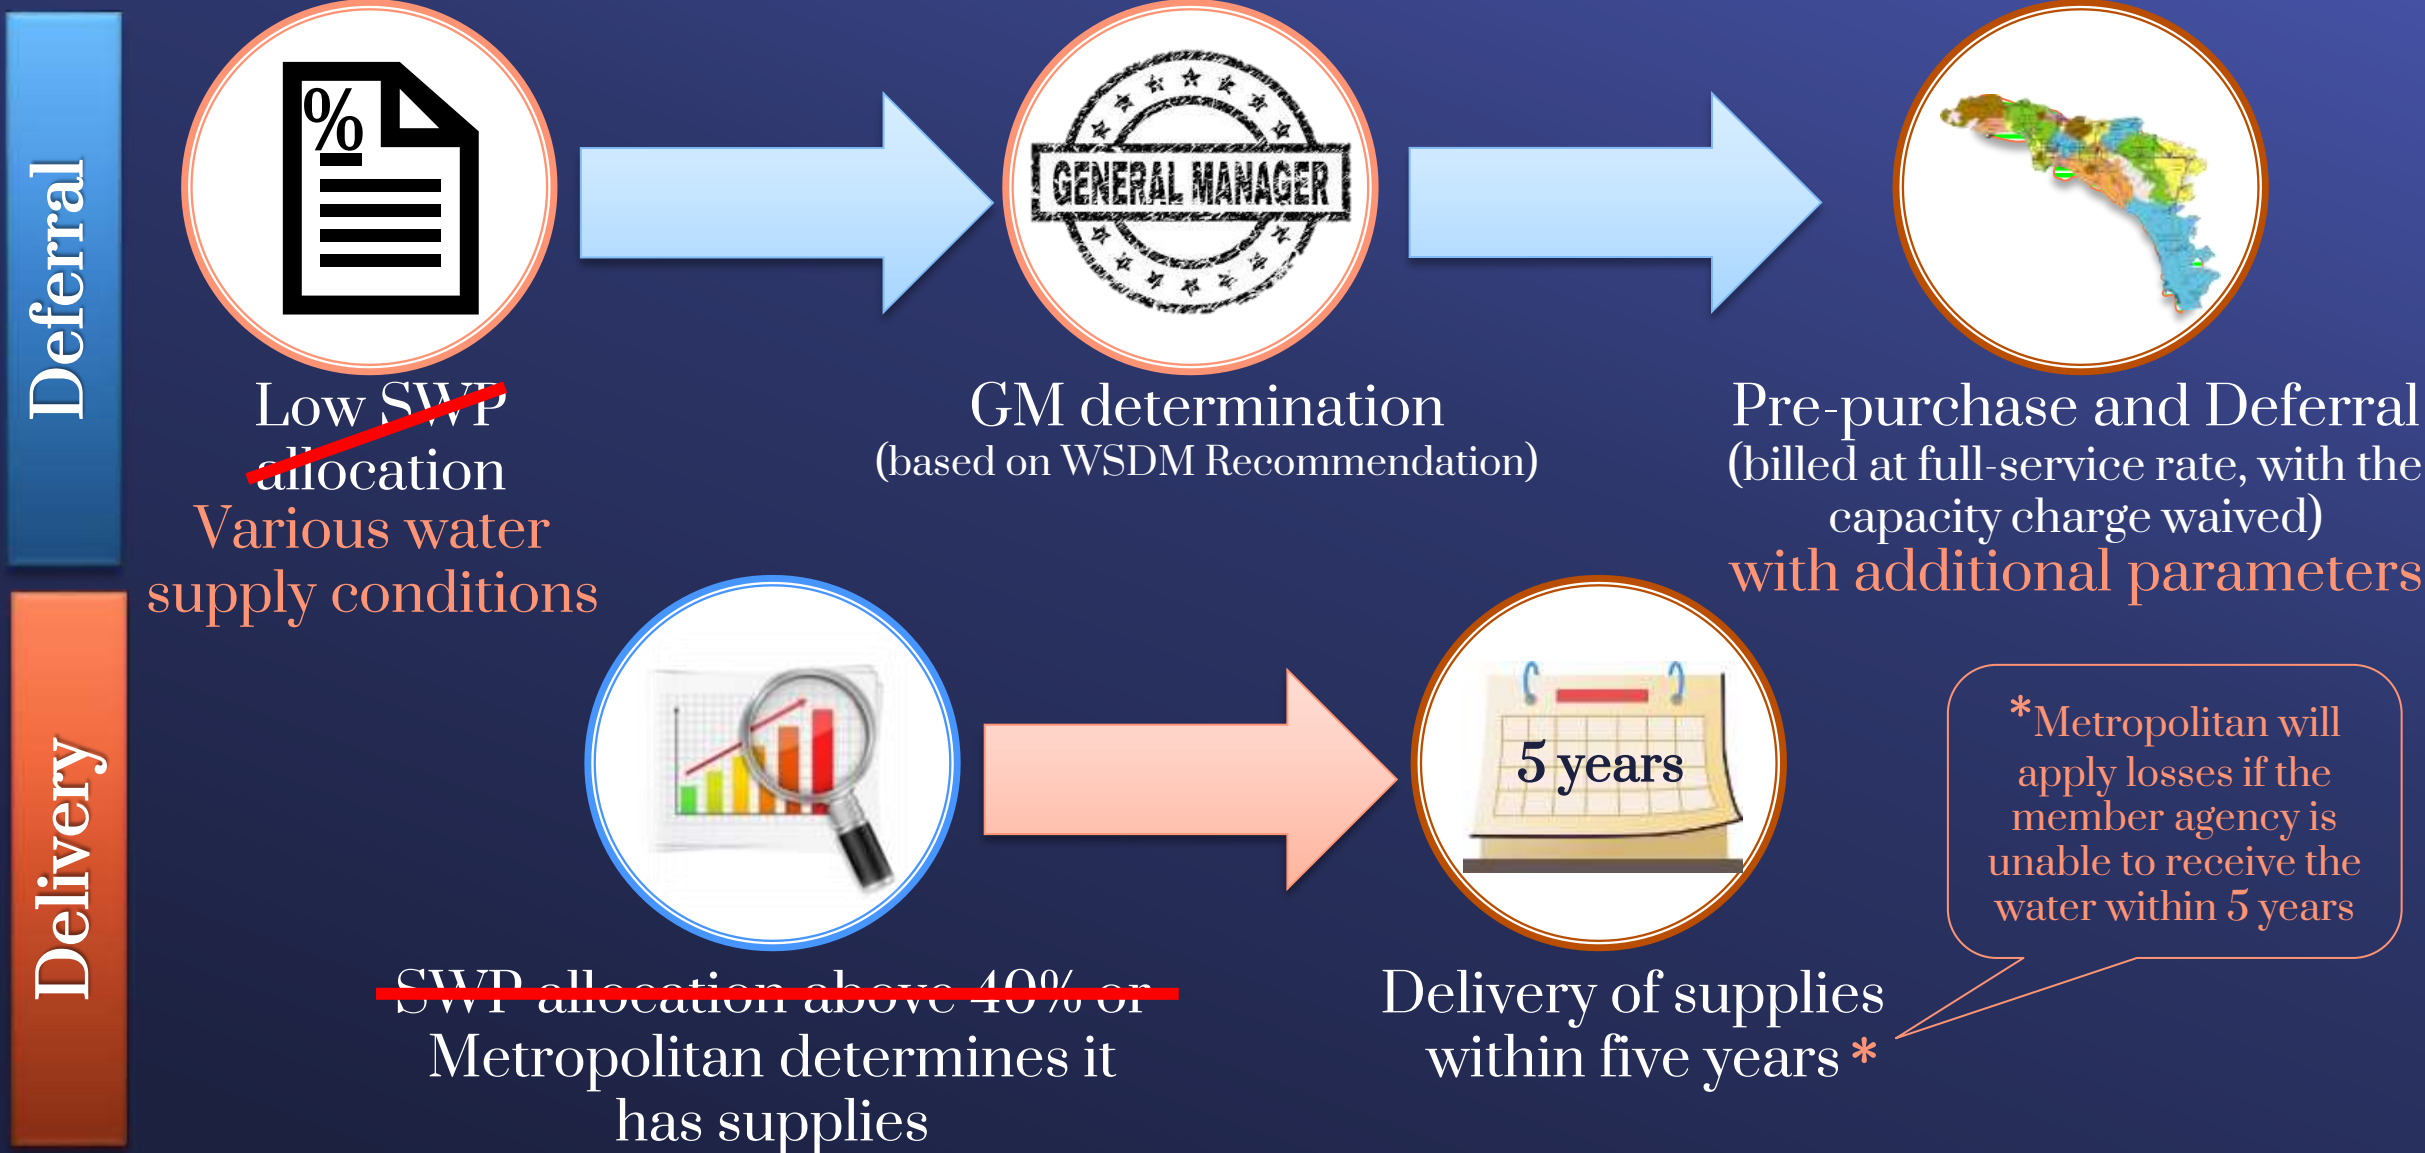 Deferral
%
GENERAL MANAGER
Low SWP
allocation
Various water
supply conditions
GM determination
(based on WSDM Recommendation)
Pre-purchase and Deferral
(billed at full-service rate, with the
capacity charge waived)
with additional parameters
Delivery
5 years
*Metropolitan will
apply losses if the
member agency is
unable to receive the
water within 5 years
SWP allocation above 40% or
Metropolitan determines it
has supplies
Delivery of supplies
within five years *